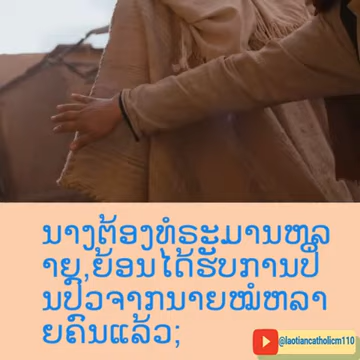 ນາງຕ້ອງທໍຣະມານຫຼ
າຍ,ຍ້ອນໄດ້ຮັບການປິ່
ນປົວຈາກນາຍໝໍຫລາ
ຍຄົນແລ້ວ;
@laotiancatholicm110